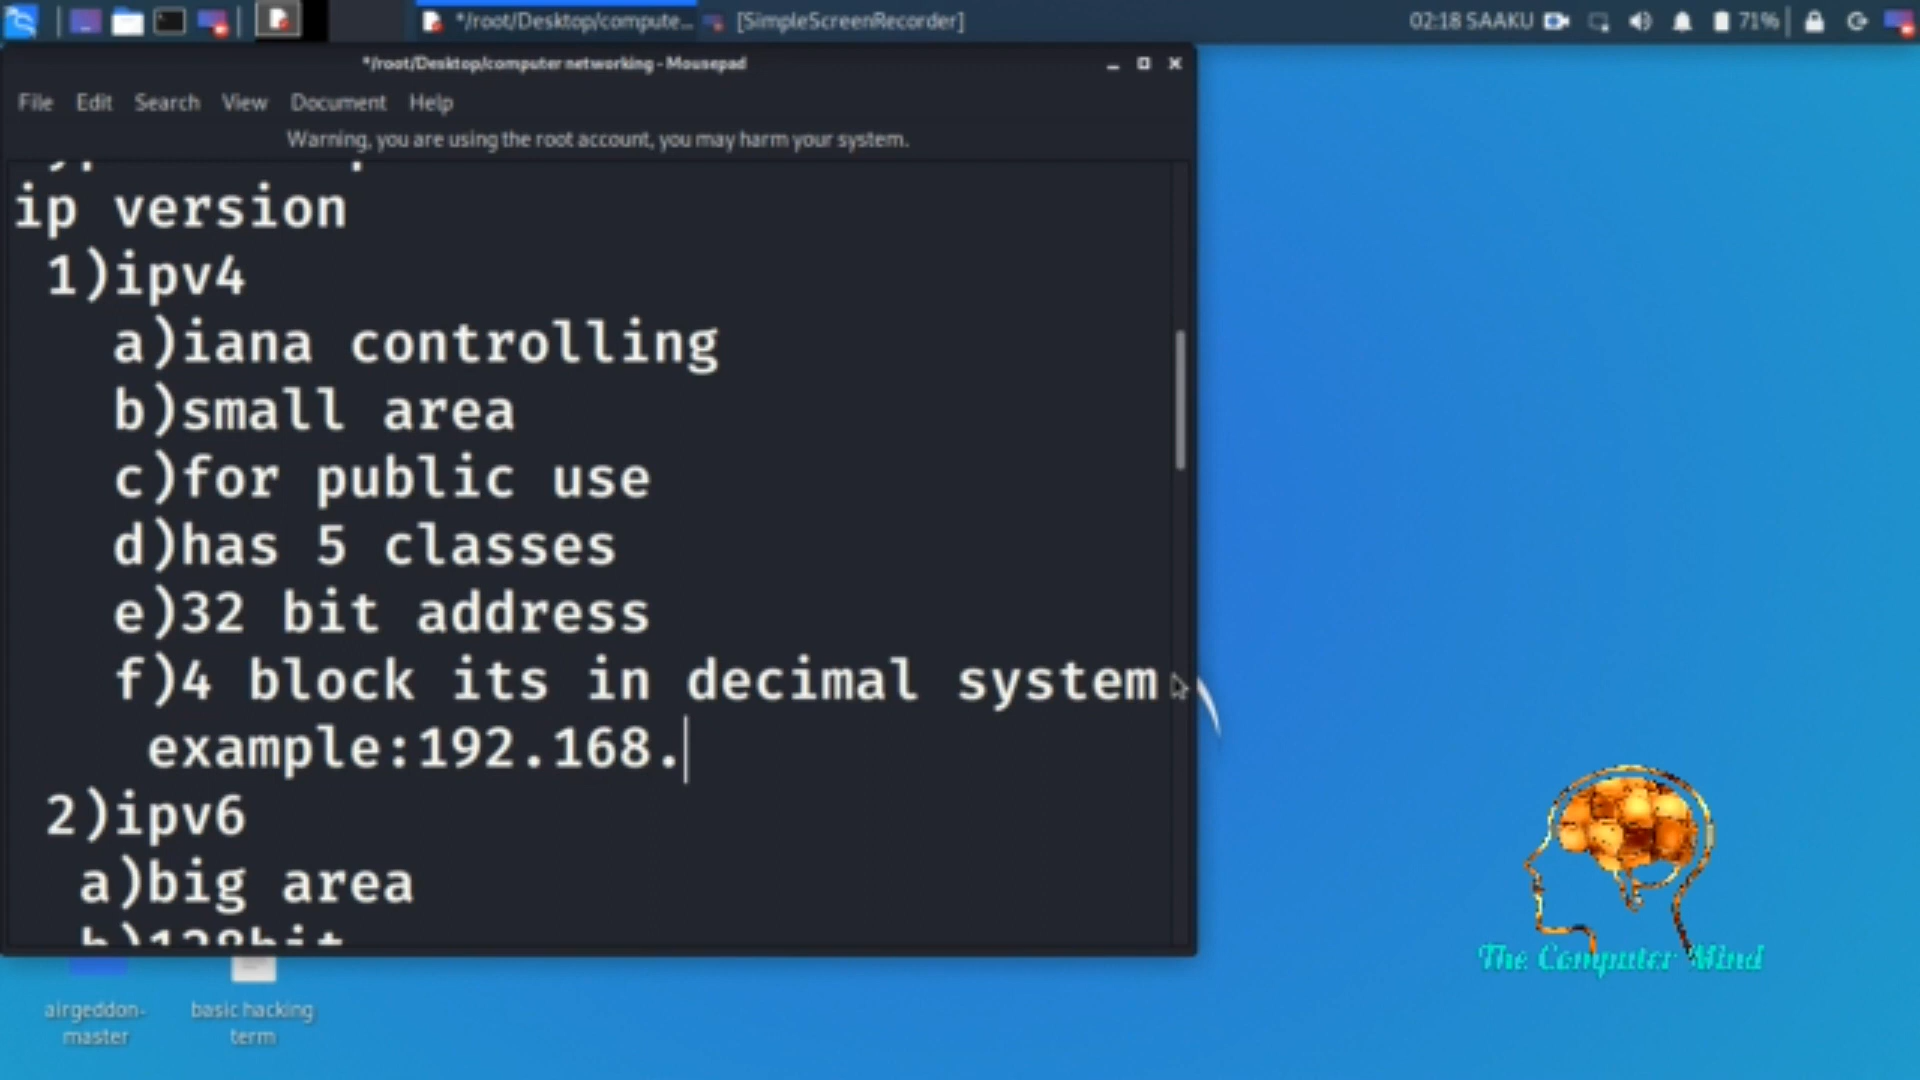 */root/Desktop/compute...
[SimpleScreenRecorder]
02:18 SAAKU
71%
*/root/Desktop/computer networking - Mousepad
File Edit Search View Document Help
Warning, you are using the root account, you may harm your system.
ip version
1)ipv4
a)iana controlling
b)small area
c)for public use
d)has 5 classes
e)32 bit address
f)4 block its in decimal system
example:192.168.
2)ipv6
a)big area
b)128bit
The Computer Mind
airgeddon-
master
basic hacking
term